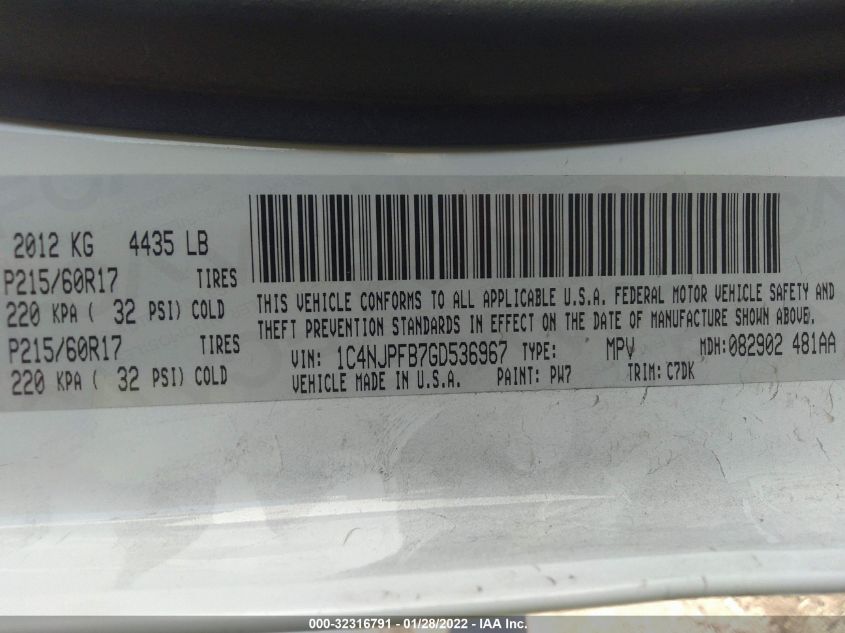 2012 KG 4435 LB
P215/60R17 TIRES
220 KPA ( 32 PSI) COLD
P215/60R17 TIRES
220 KPA ( 32 PSI) COLD
THIS VEHICLE CONFORMS TO ALL APPLICABLE U.S.A. FEDERAL MOTOR VEHICLE SAFETY AND
THEFT PREVENTION STANDARDS IN EFFECT ON THE DATE OF MANUFACTURE SHOWN ABOVE.
VIN: 1C4NJPFB7GD536967 TYPE: MPV MDH: 082902 481AA
VEHICLE MADE IN U.S.A. PAINT: PW7 TRIM: C7DK
000-32316791 - 01/28/2022 - IAA Inc.